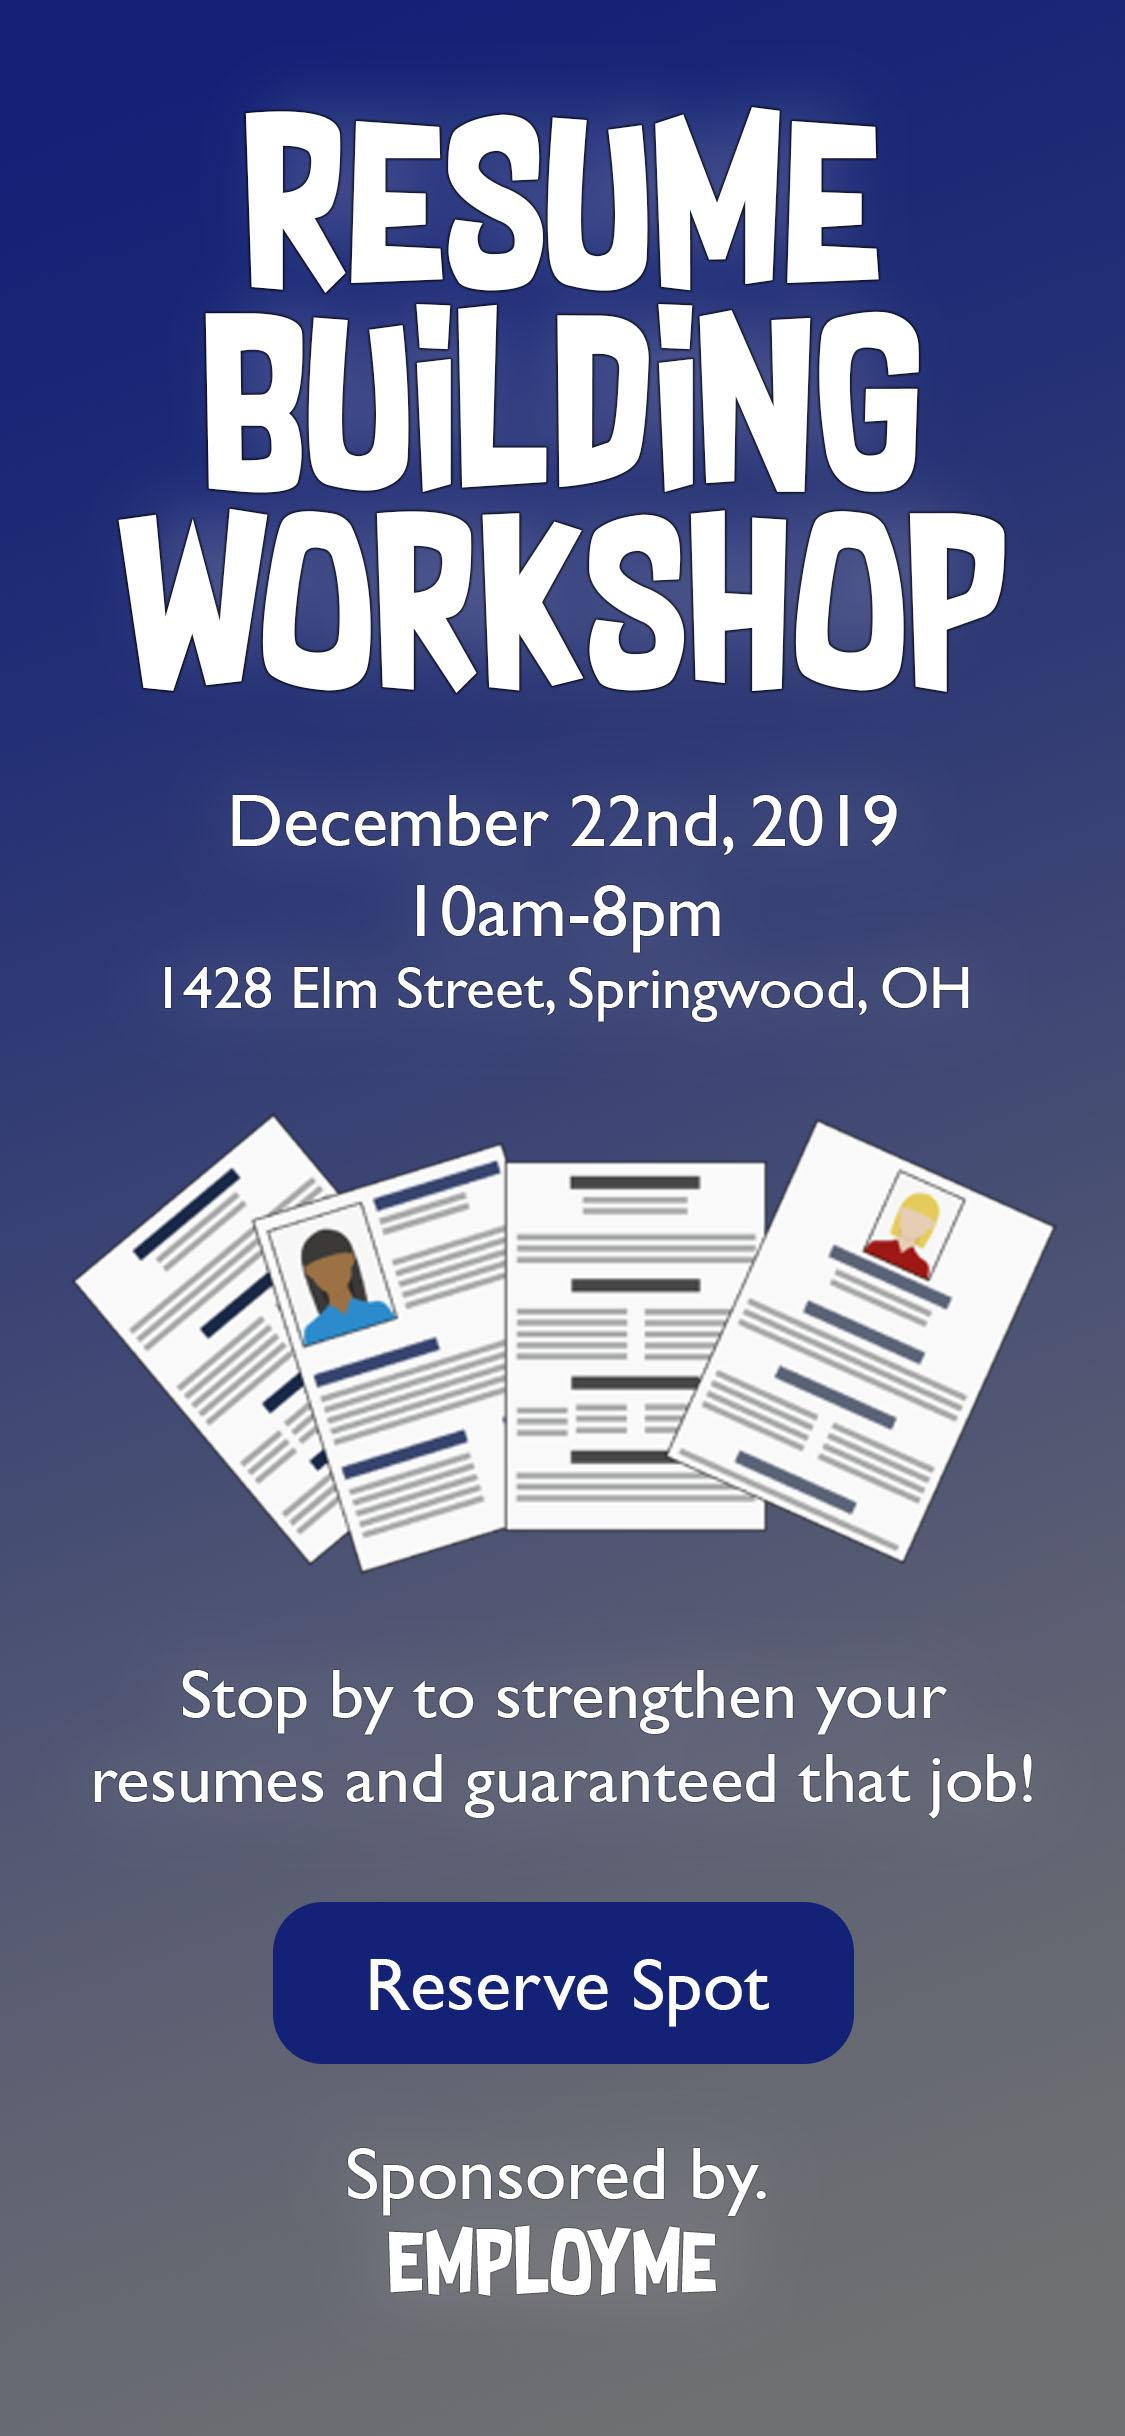 RESUME
BUiLDiNG
WORKSHOP
December 22nd, 2019
10am-8pm
1428 Elm Street, Springwood, OH
Stop by to strengthen your
resumes and guaranteed that job!
Reserve Spot
Sponsored by.
EMPLOYME